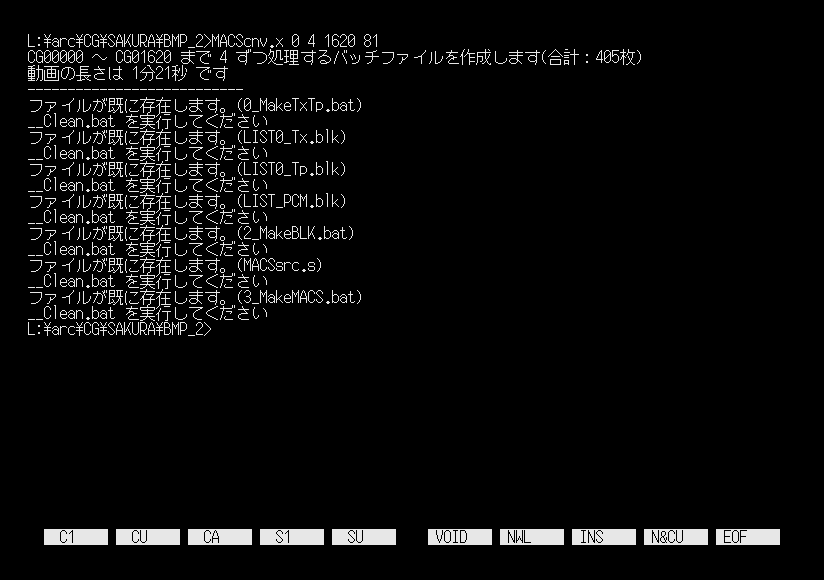 L:¥arc¥CG¥SAKURA¥BMP_2>MACScnv.x 0 4 1620 81
CG00000 ～ CG01620 まで 4 ずつ処理するバッチファイルを作成します(合計：405枚)
動画の長さは 1分21秒 です
---------------------------
ファイルが既に存在します。(0_MakeTxTp.bat)
__Clean.bat を実行してください
ファイルが既に存在します。(LIST0_Tx.blk)
__Clean.bat を実行してください
ファイルが既に存在します。(LIST0_Tp.blk)
__Clean.bat を実行してください
ファイルが既に存在します。(LIST_PCM.blk)
__Clean.bat を実行してください
ファイルが既に存在します。(2_MakeBLK.bat)
__Clean.bat を実行してください
ファイルが既に存在します。(MACSsrc.s)
__Clean.bat を実行してください
ファイルが既に存在します。(3_MakeMACS.bat)
__Clean.bat を実行してください
L:¥arc¥CG¥SAKURA¥BMP_2>
C1 CU CA S1 SU VOID NWL INS N&CU EOF